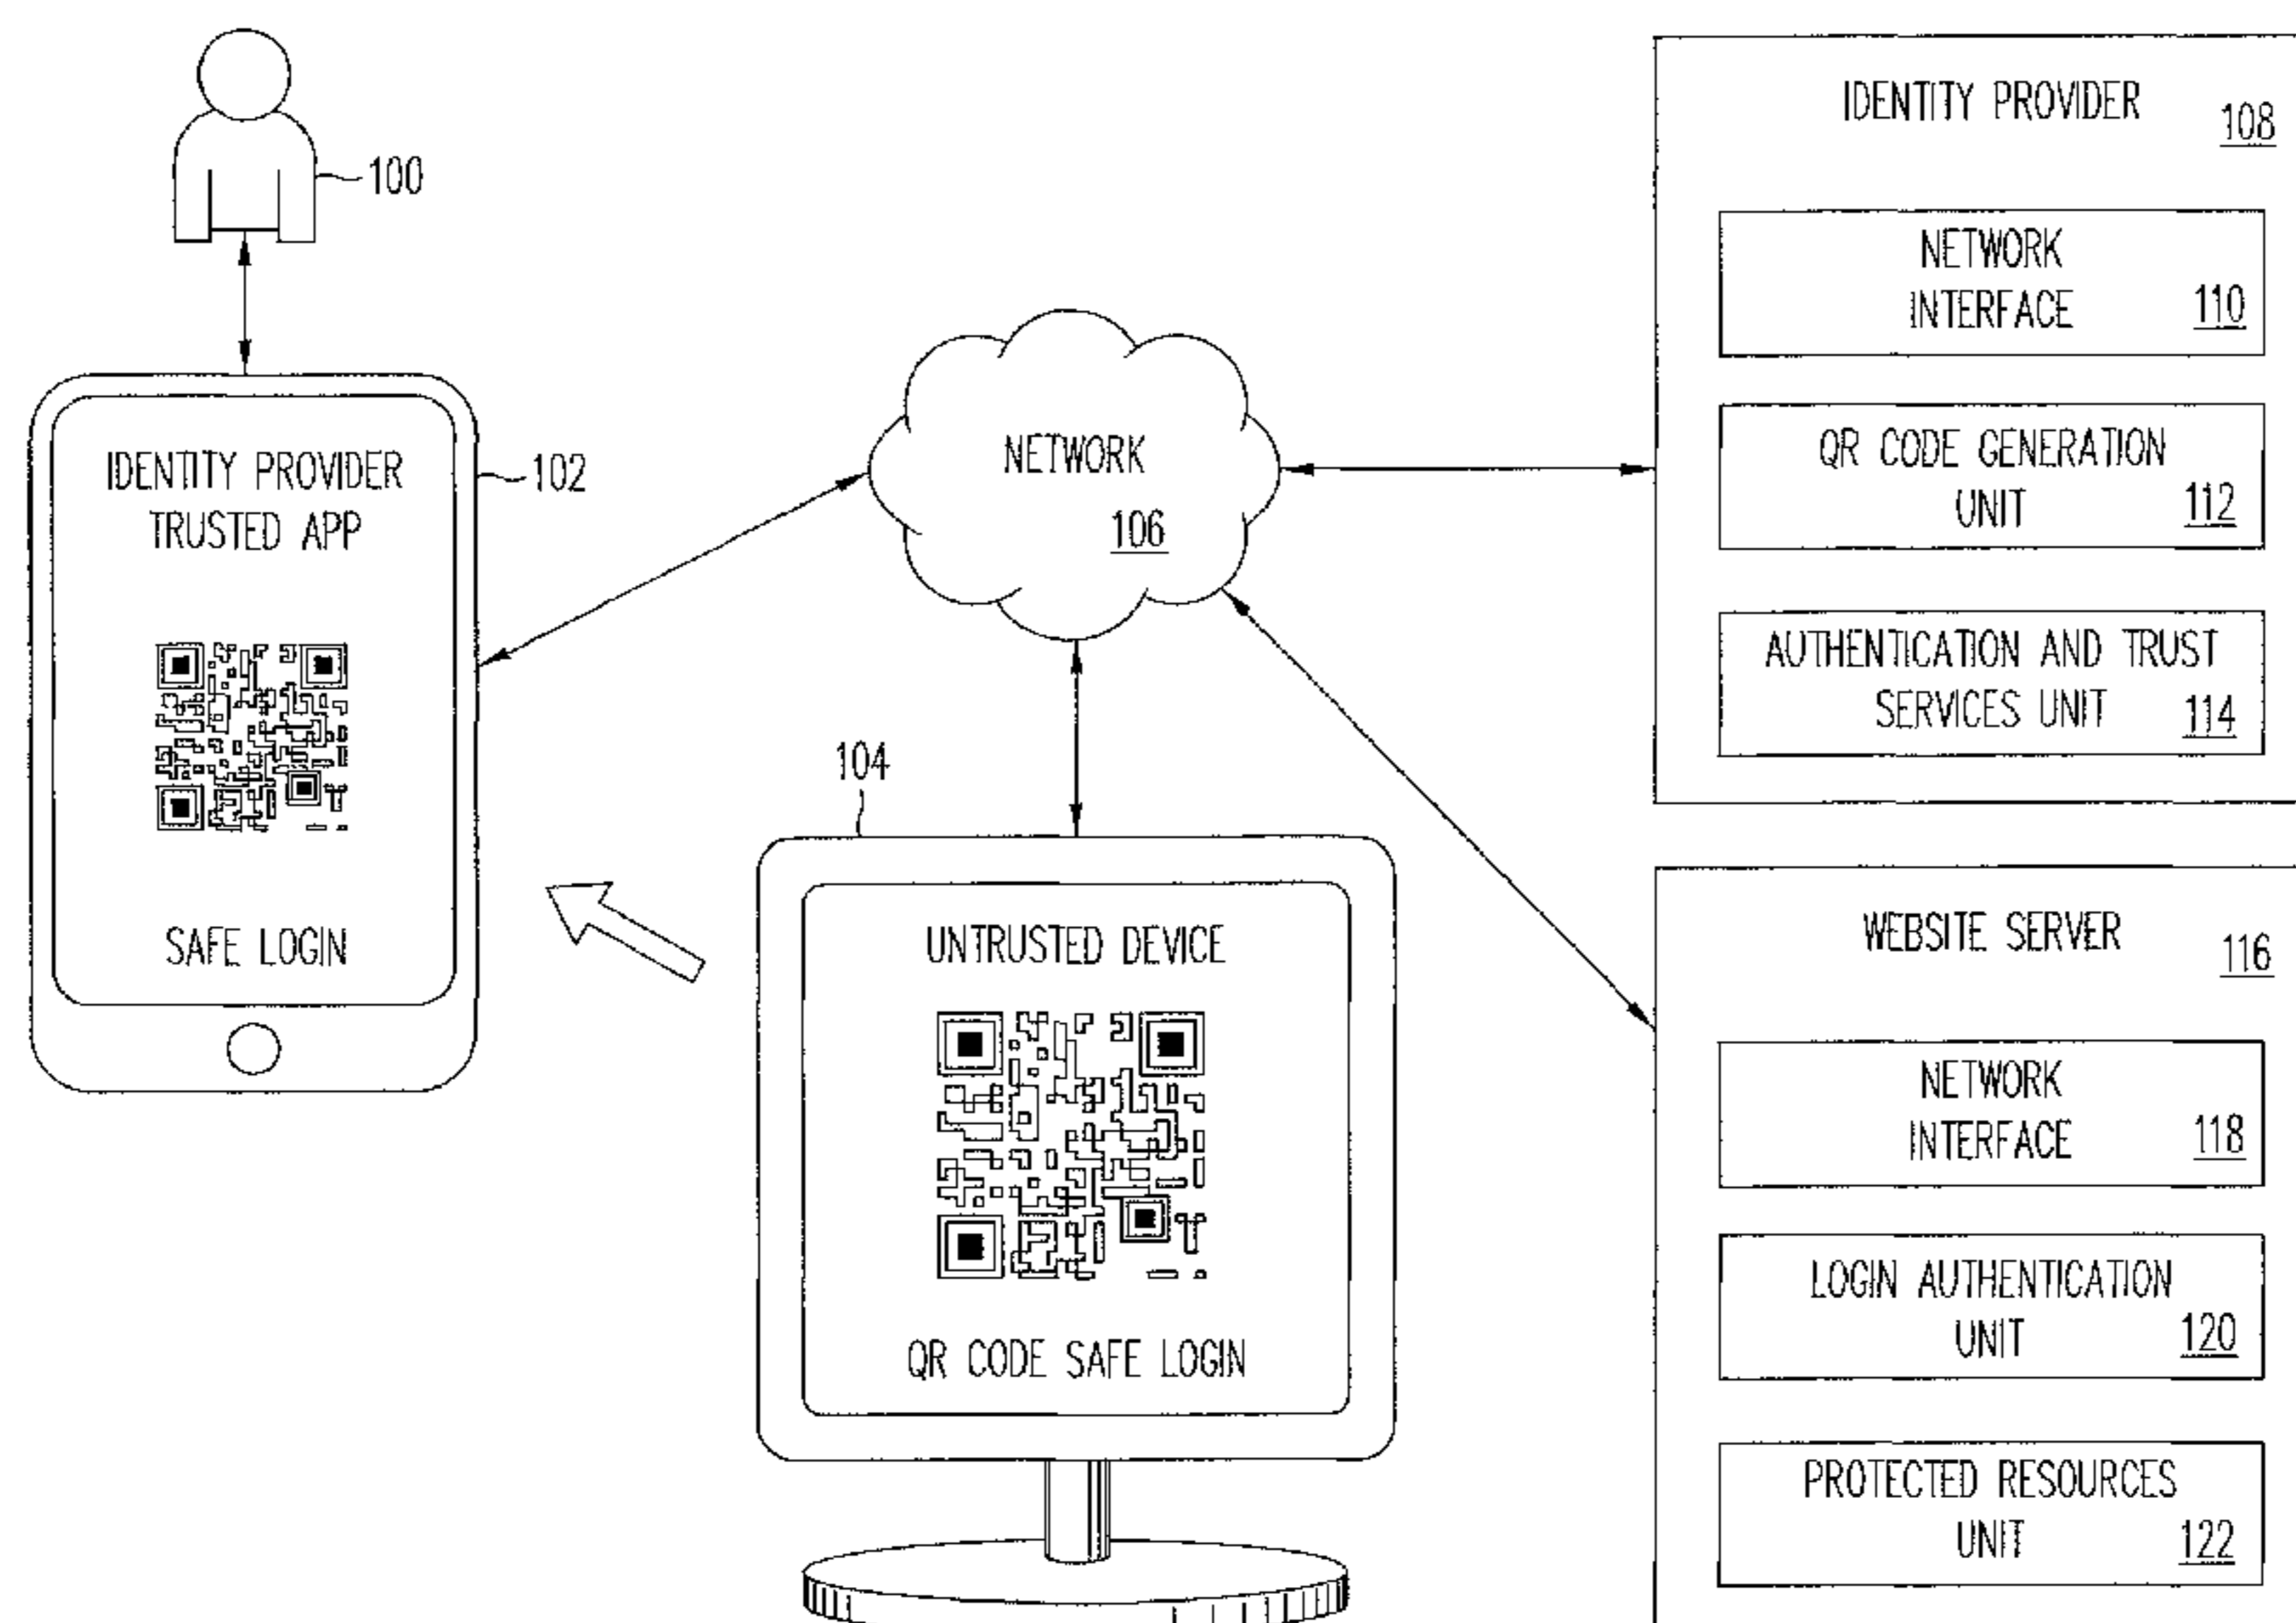 100
IDENTITY PROVIDER
TRUSTED APP
SAFE LOGIN
102
NETWORK
106
104
UNTRUSTED DEVICE
QR CODE SAFE LOGIN
IDENTITY PROVIDER
108
NETWORK
INTERFACE 110
QR CODE GENERATION
UNIT 112
AUTHENTICATION AND TRUST
SERVICES UNIT 114
WEBSITE SERVER
116
NETWORK
INTERFACE 118
LOGIN AUTHENTICATION
UNIT 120
PROTECTED RESOURCES
UNIT 122